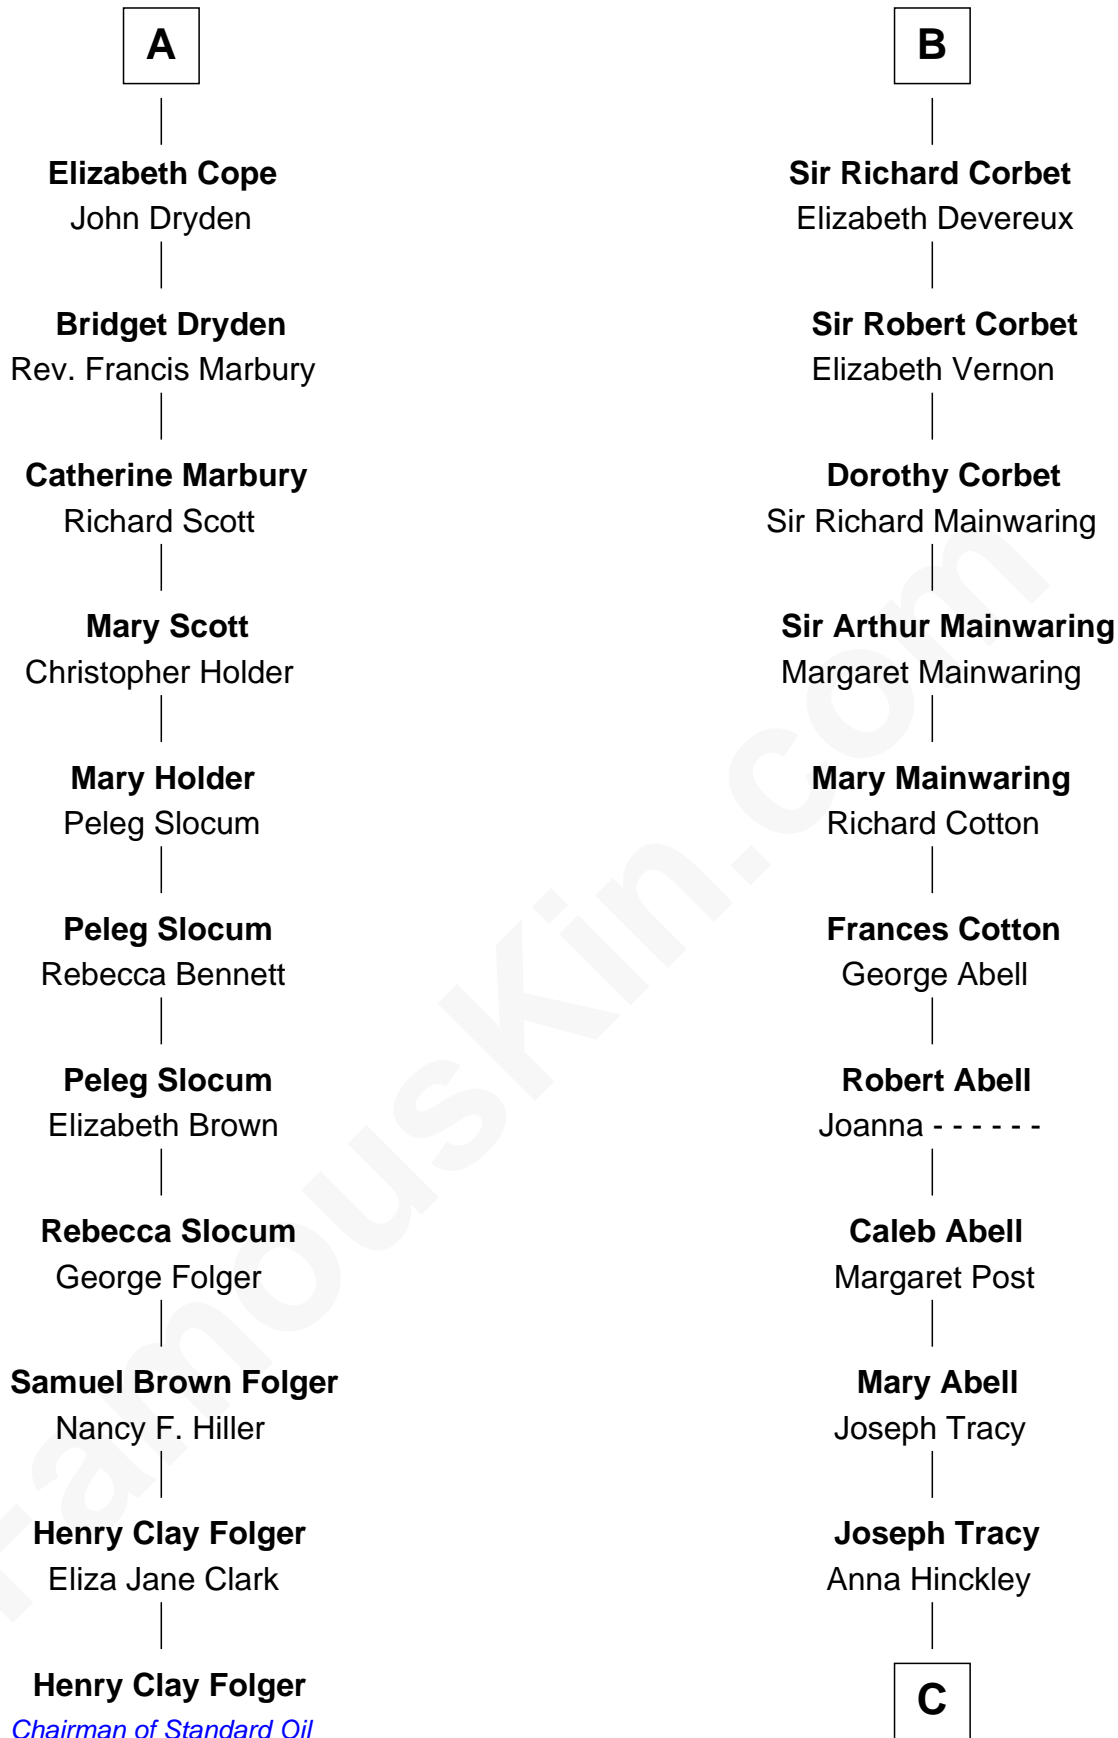 A
Elizabeth Cope
John Dryden
Bridget Dryden
Rev. Francis Marbury
Catherine Marbury
Richard Scott
Mary Scott
Christopher Holder
Mary Holder
Peleg Slocum
Peleg Slocum
Rebecca Bennett
Peleg Slocum
Elizabeth Brown
Rebecca Slocum
George Folger
Samuel Brown Folger
Nancy F. Hiller
Henry Clay Folger
Eliza Jane Clark
Henry Clay Folger
Chairman of Standard Oil
B
Sir Richard Corbet
Elizabeth Devereux
Sir Robert Corbet
Elizabeth Vernon
Dorothy Corbet
Sir Richard Mainwaring
Sir Arthur Mainwaring
Margaret Mainwaring
Mary Mainwaring
Richard Cotton
Frances Cotton
George Abell
Robert Abell
Joanna - - - - - -
Caleb Abell
Margaret Post
Mary Abell
Joseph Tracy
Joseph Tracy
Anna Hinckley
C
FamousKin.com